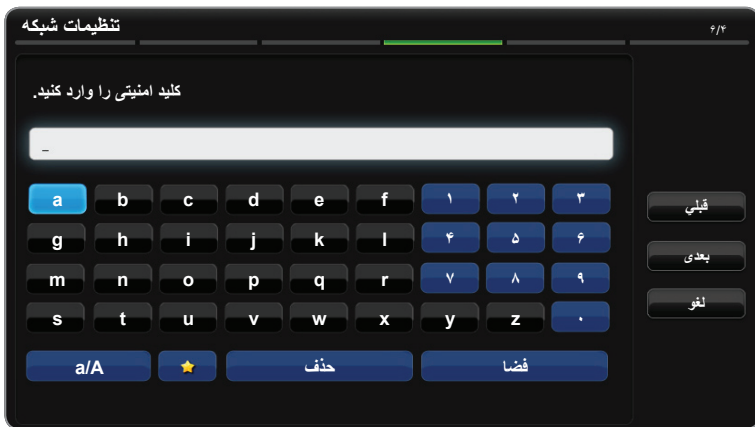 تنظیمات شبکه
۶/۴
کلید امنیتی را وارد کنید.
_
a b c d e f ۱ ۲ ۳
g h i j k l ۴ ۵ ۶
m n o p q r ۷ ۸ ۹
s t u v w x y z ۰
a/A حذف فضا
قبلي
بعدی
لغو